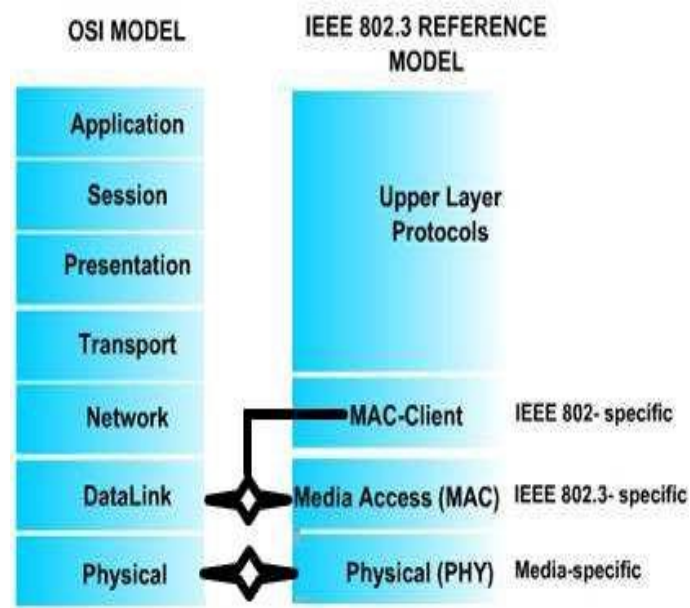 OSI MODEL
IEEE 802.3 REFERENCE
MODEL
Application
Session
Presentation
Transport
Network
DataLink
Physical
Upper Layer
Protocols
MAC-Client
IEEE 802- specific
Media Access (MAC)
IEEE 802.3- specific
Physical (PHY)
Media-specific